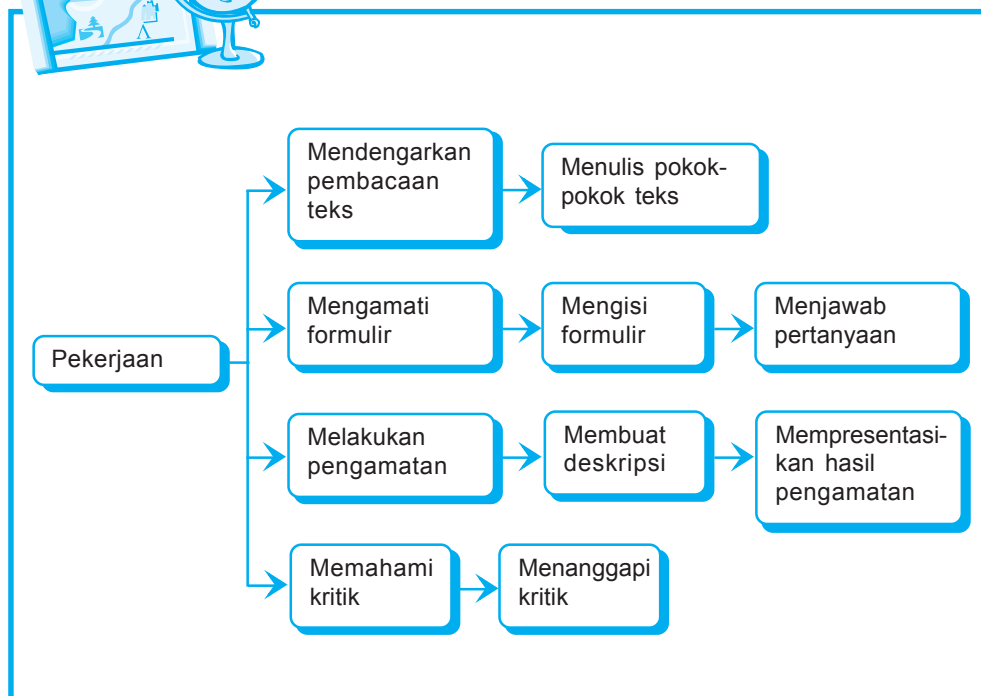 Mendengarkan
pembacaan
teks
Menulis pokok-
pokok teks
Mengamati
formulir
Mengisi
formulir
Menjawab
pertanyaan
Pekerjaan
Melakukan
pengamatan
Membuat
deskripsi
Mempresentasi-
kan hasil
pengamatan
Memahami
kritik
Menanggapi
kritik